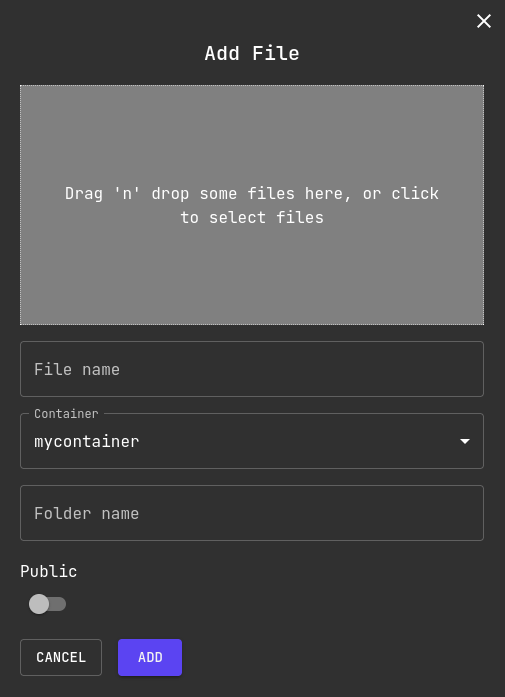 Add File
Drag 'n' drop some files here, or click
to select files
File name
Container
mycontainer
Folder name
Public
CANCEL ADD